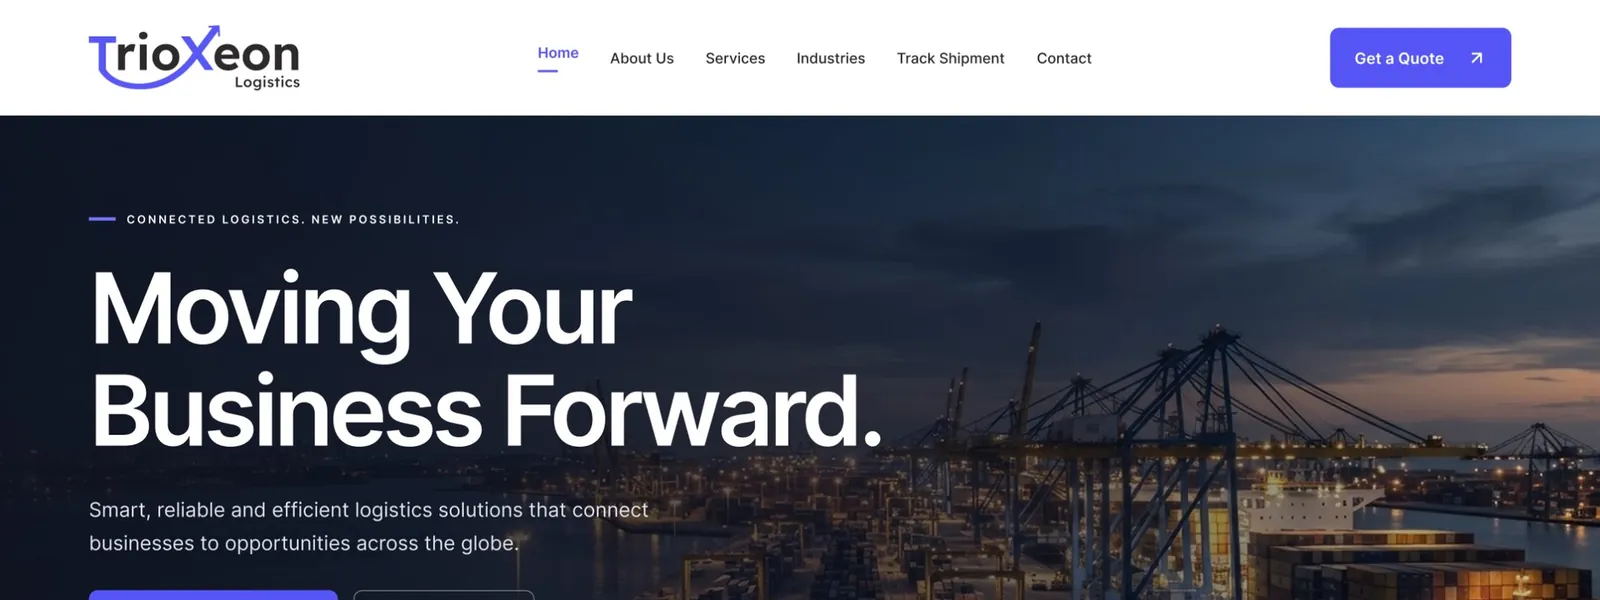 TrioXeon
Logistics
Home
About Us
Services
Industries
Track Shipment
Contact
Get a Quote
CONNECTED LOGISTICS. NEW POSSIBILITIES.
Moving Your
Business Forward.
Smart, reliable and efficient logistics solutions that connect
businesses to opportunities across the globe.